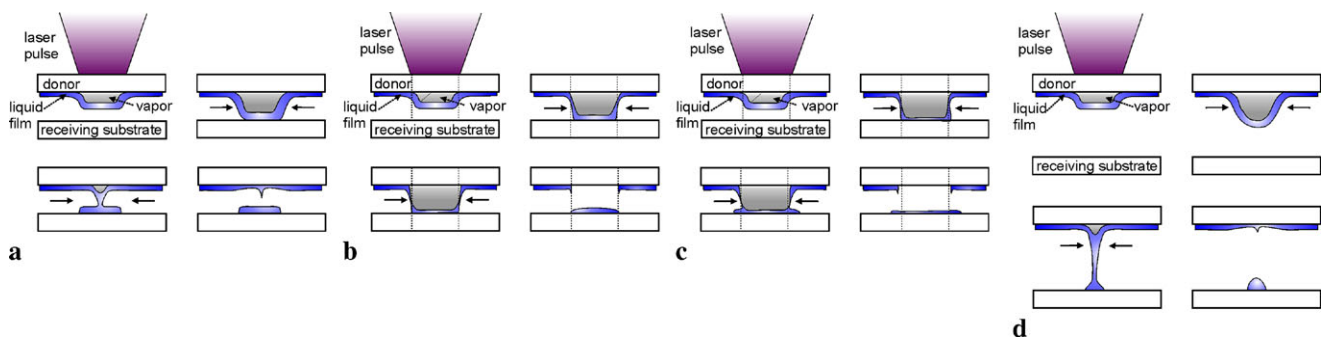 laser
pulse
donor
liquid
film
vapor
receiving substrate
a
laser
pulse
donor
liquid
film
vapor
receiving substrate
b
laser
pulse
donor
liquid
film
vapor
receiving substrate
c
laser
pulse
donor
liquid
film
vapor
receiving substrate
d